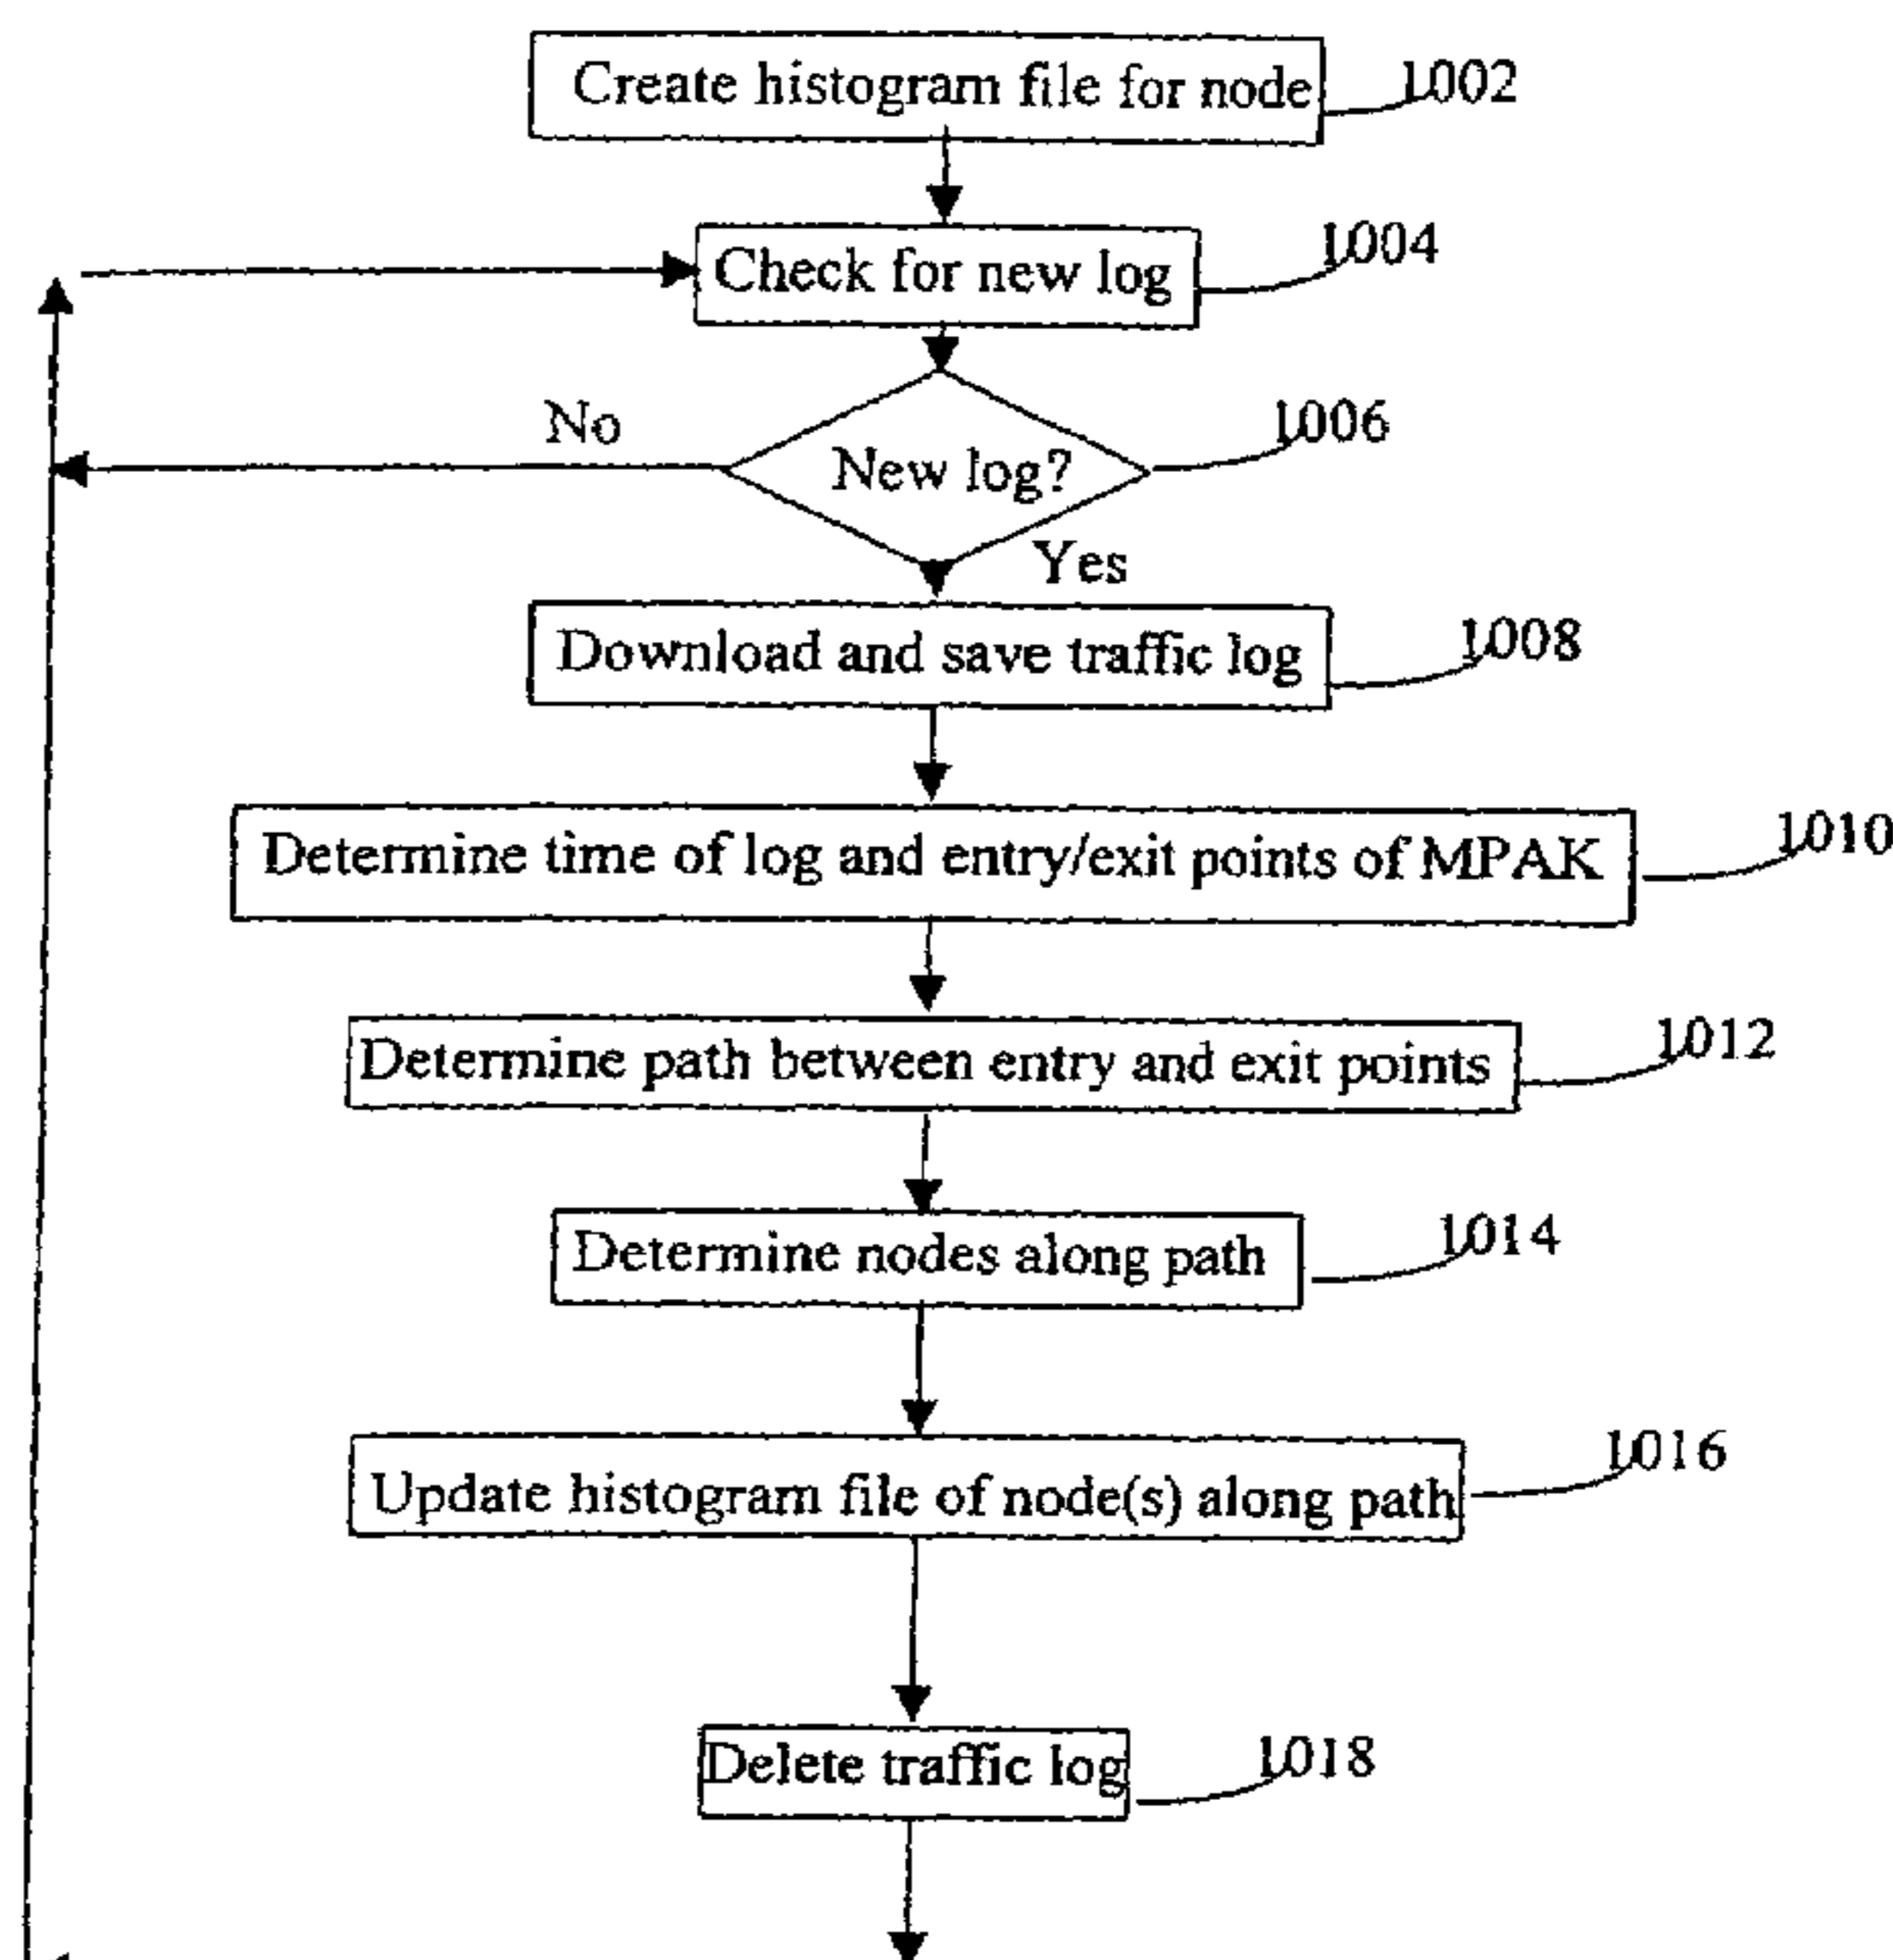 Create histogram file for node
1002
Check for new log
1004
No
New log?
1006
Yes
Download and save traffic log
1008
Determine time of log and entry/exit points of MPAK
1010
Determine path between entry and exit points
1012
Determine nodes along path
1014
Update histogram file of node(s) along path
1016
Delete traffic log
1018